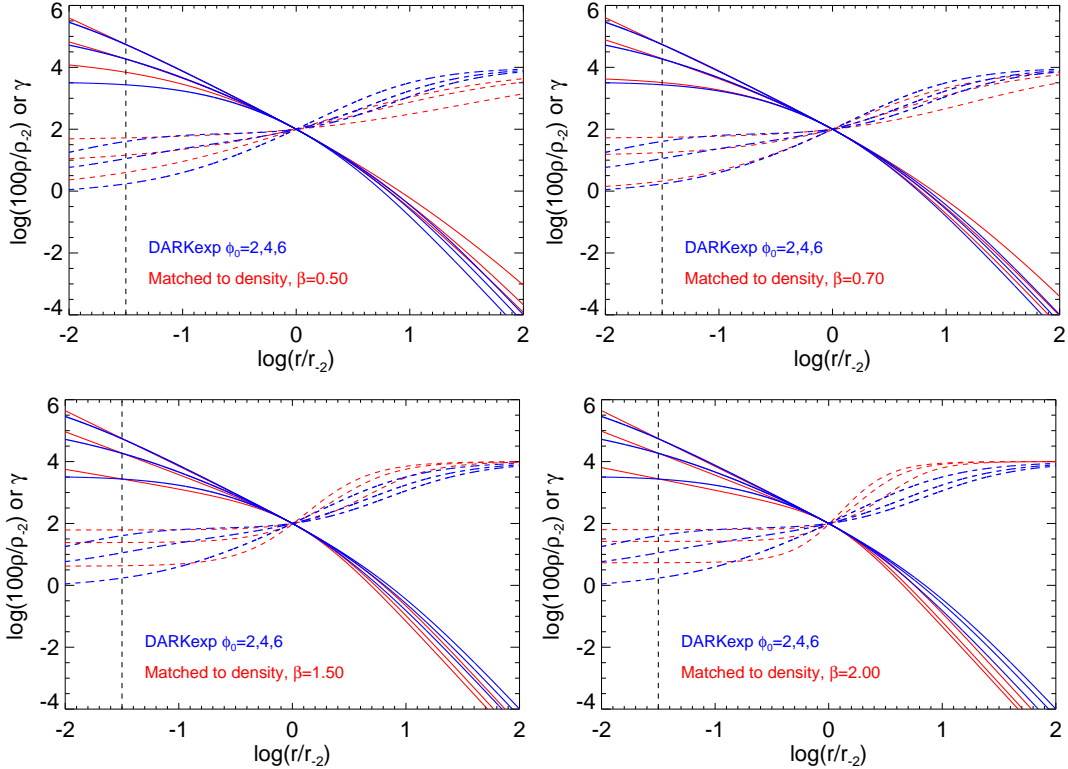 6
4
2
0
-2
-4
log(100ρ/ρ-2) or γ
DARKexp ϕ0=2,4,6
Matched to density, β=0.50
-2 -1 0 1 2
log(r/r-2)
6
4
2
0
-2
-4
log(100ρ/ρ-2) or γ
DARKexp ϕ0=2,4,6
Matched to density, β=0.70
-2 -1 0 1 2
log(r/r-2)
6
4
2
0
-2
-4
log(100ρ/ρ-2) or γ
DARKexp ϕ0=2,4,6
Matched to density, β=1.50
-2 -1 0 1 2
log(r/r-2)
6
4
2
0
-2
-4
log(100ρ/ρ-2) or γ
DARKexp ϕ0=2,4,6
Matched to density, β=2.00
-2 -1 0 1 2
log(r/r-2)